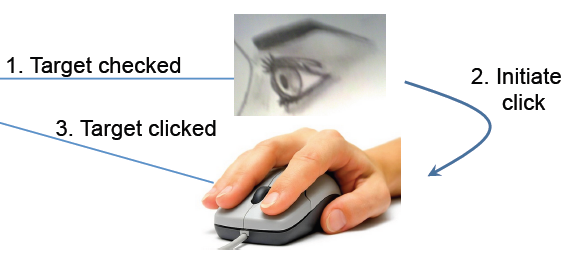 1. Target checked
2. Initiate
click
3. Target clicked